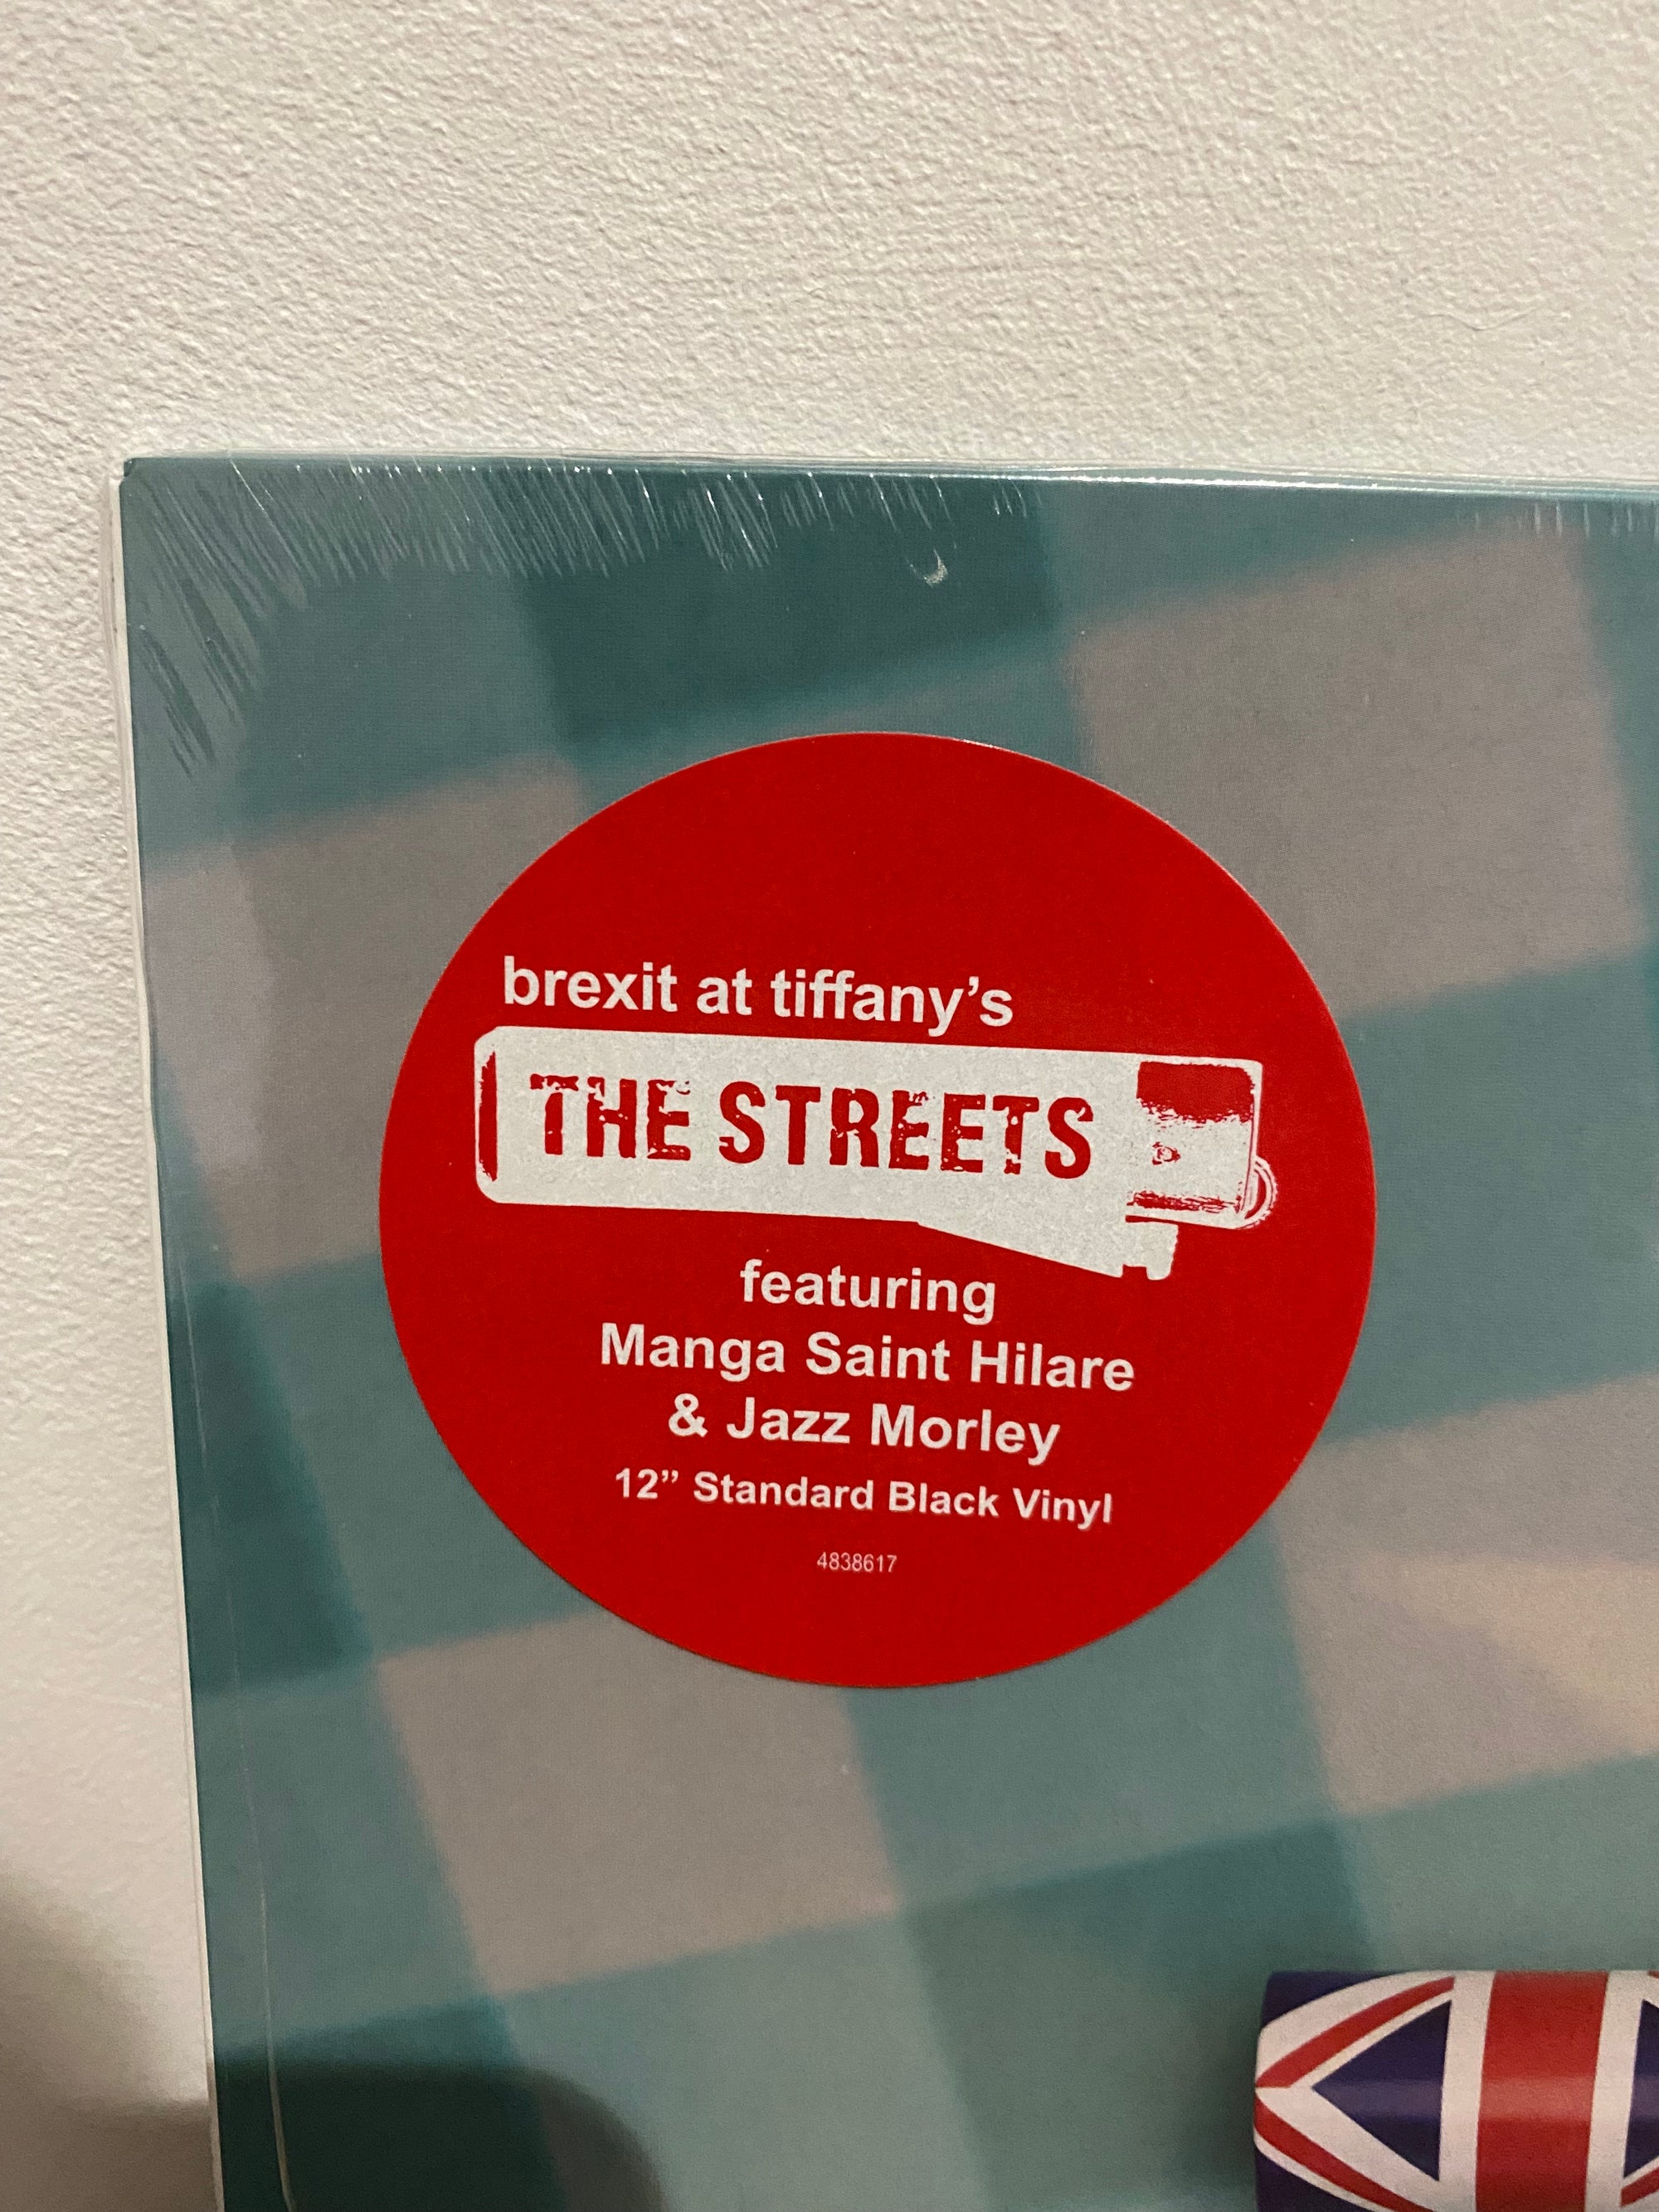 brexit at tiffany’s
THE STREETS
featuring
Manga Saint Hilare
& Jazz Morley
12” Standard Black Vinyl
4838617